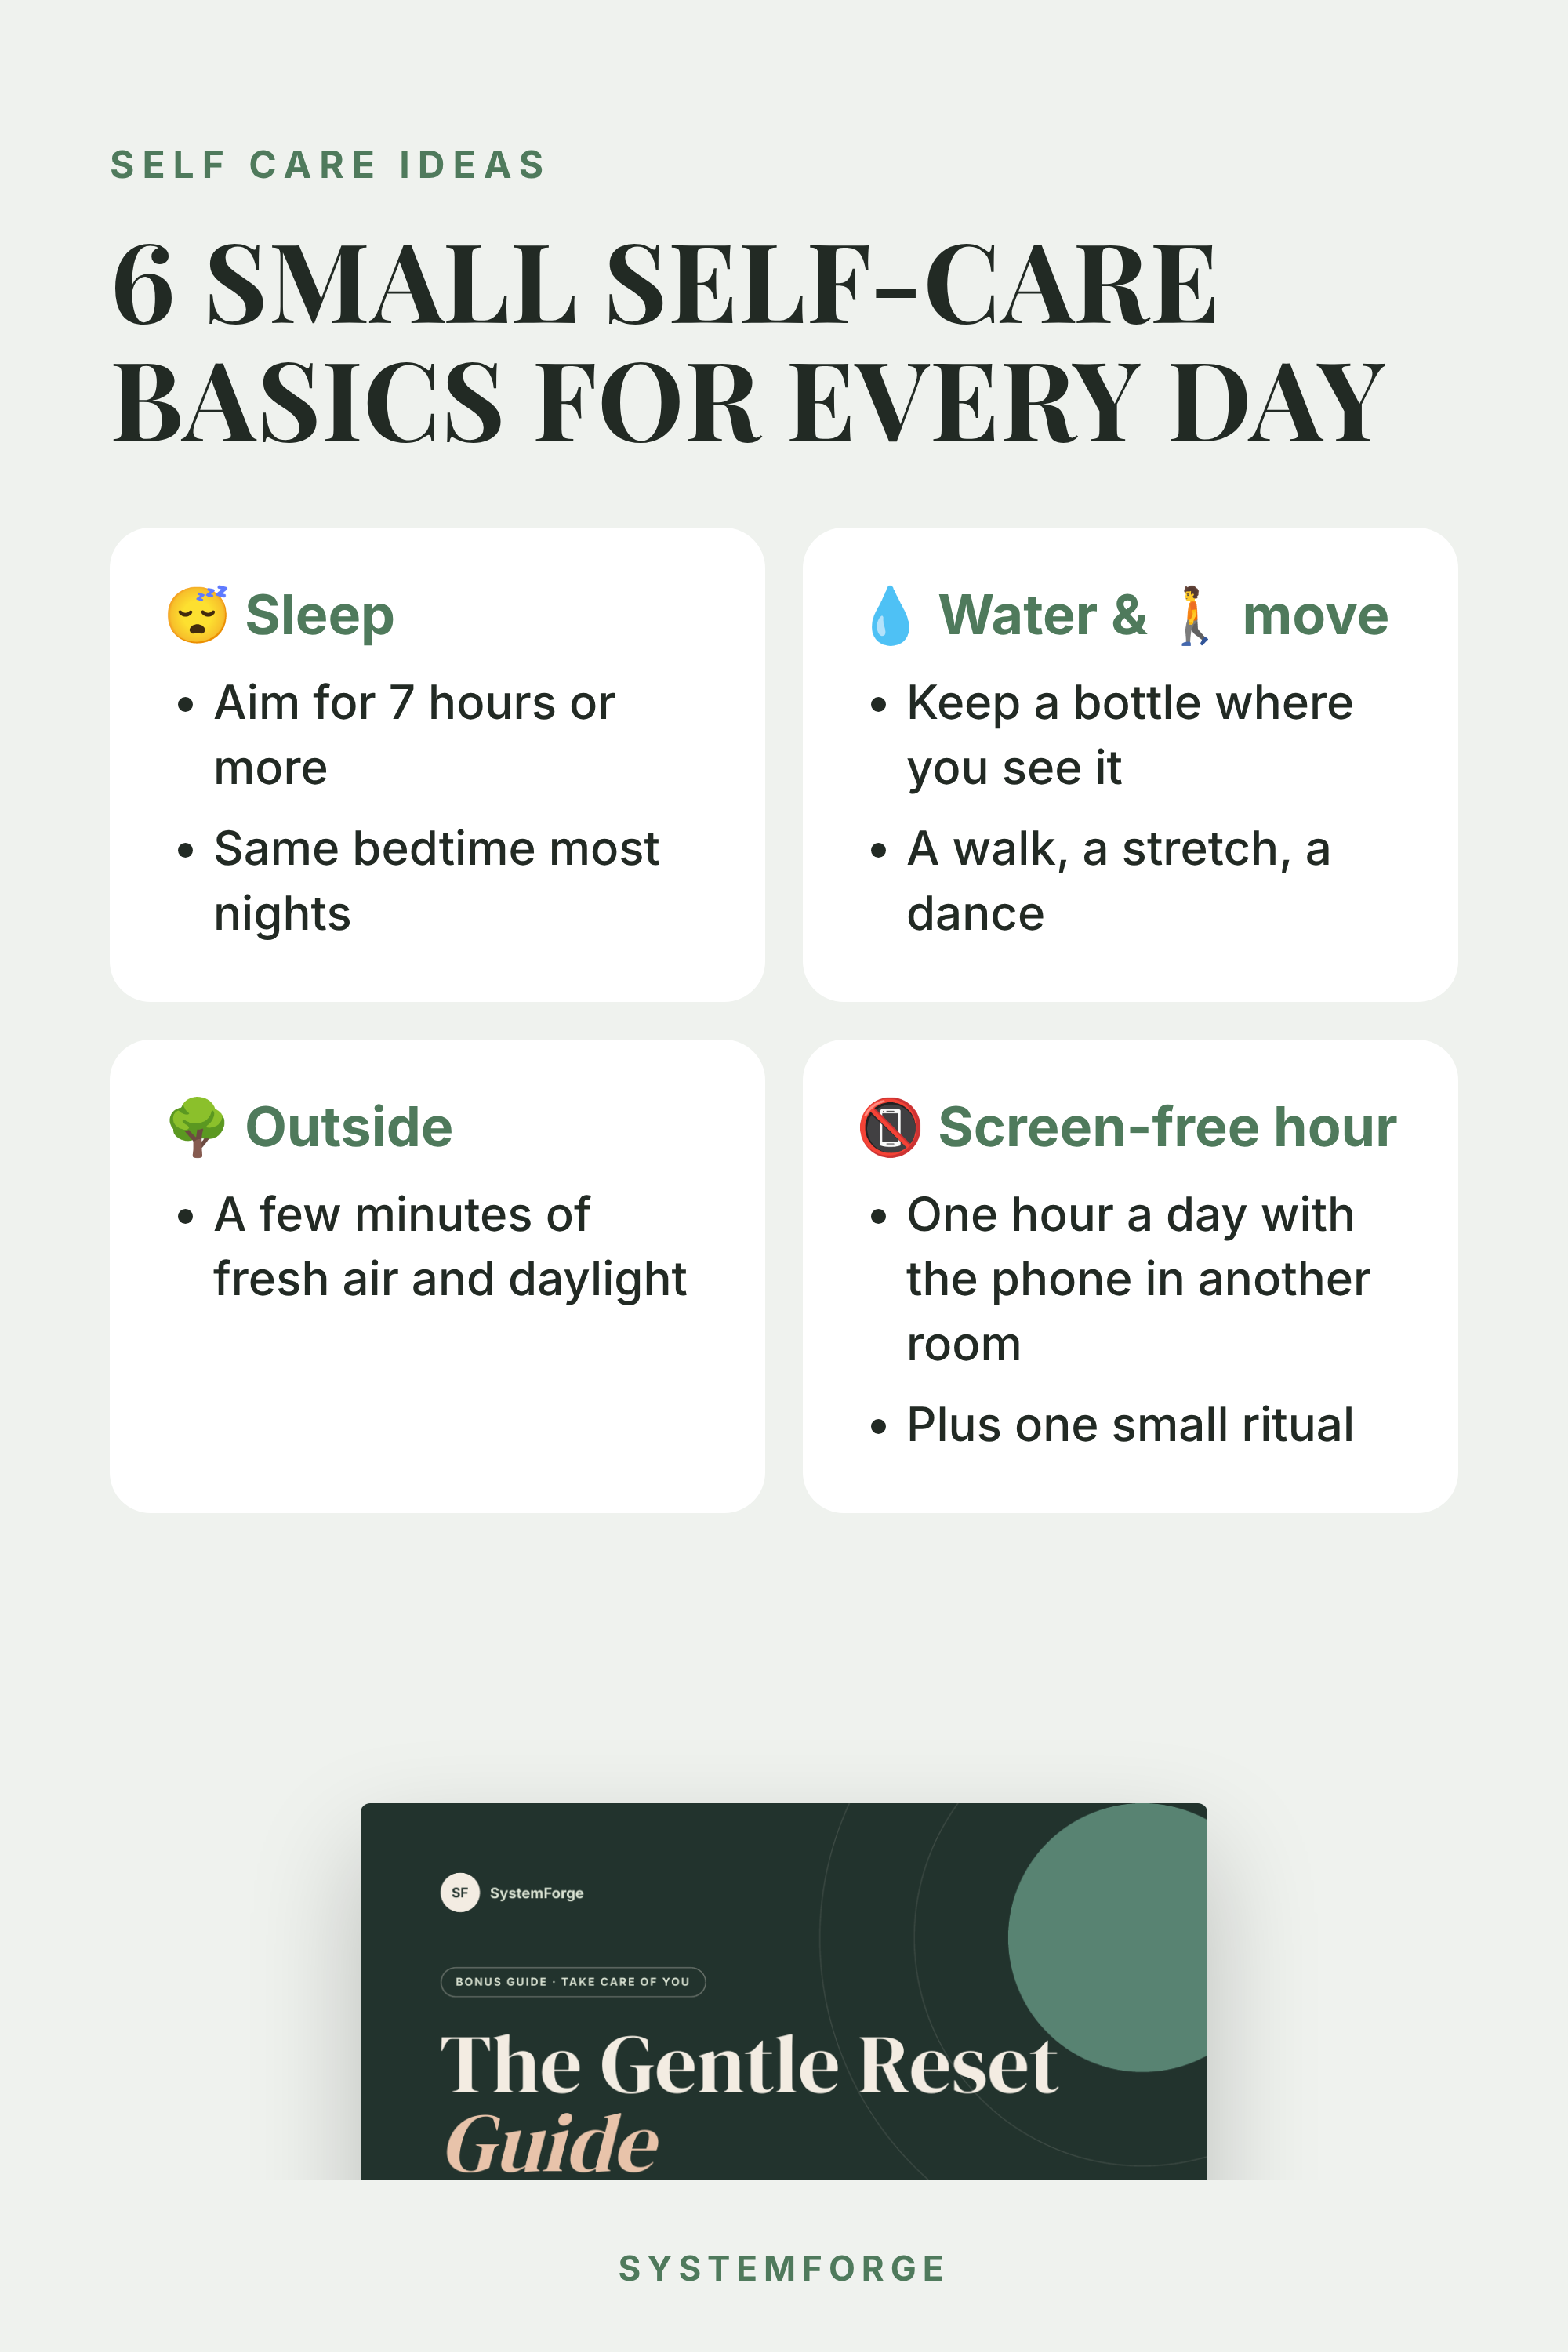 SELF CARE IDEAS
6 SMALL SELF-CARE
BASICS FOR EVERY DAY
😴 Sleep
• Aim for 7 hours or
more
• Same bedtime most
nights
💧 Water & 🚶 move
• Keep a bottle where
you see it
• A walk, a stretch, a
dance
🌳 Outside
• A few minutes of
fresh air and daylight
📵 Screen-free hour
• One hour a day with
the phone in another
room
• Plus one small ritual
SF SystemForge
BONUS GUIDE · TAKE CARE OF YOU
The Gentle Reset
Guide
SYSTEMFORGE